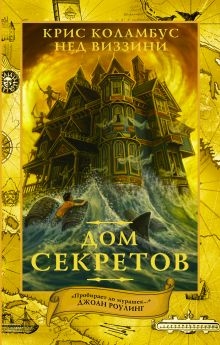 КРИС КОЛАМБУС
НЕД ВИЗЗИНИ
ДОМ
СЕКРЕТОВ
«Пробирает до мурашек...»
ДЖОАН РОУЛИНГ